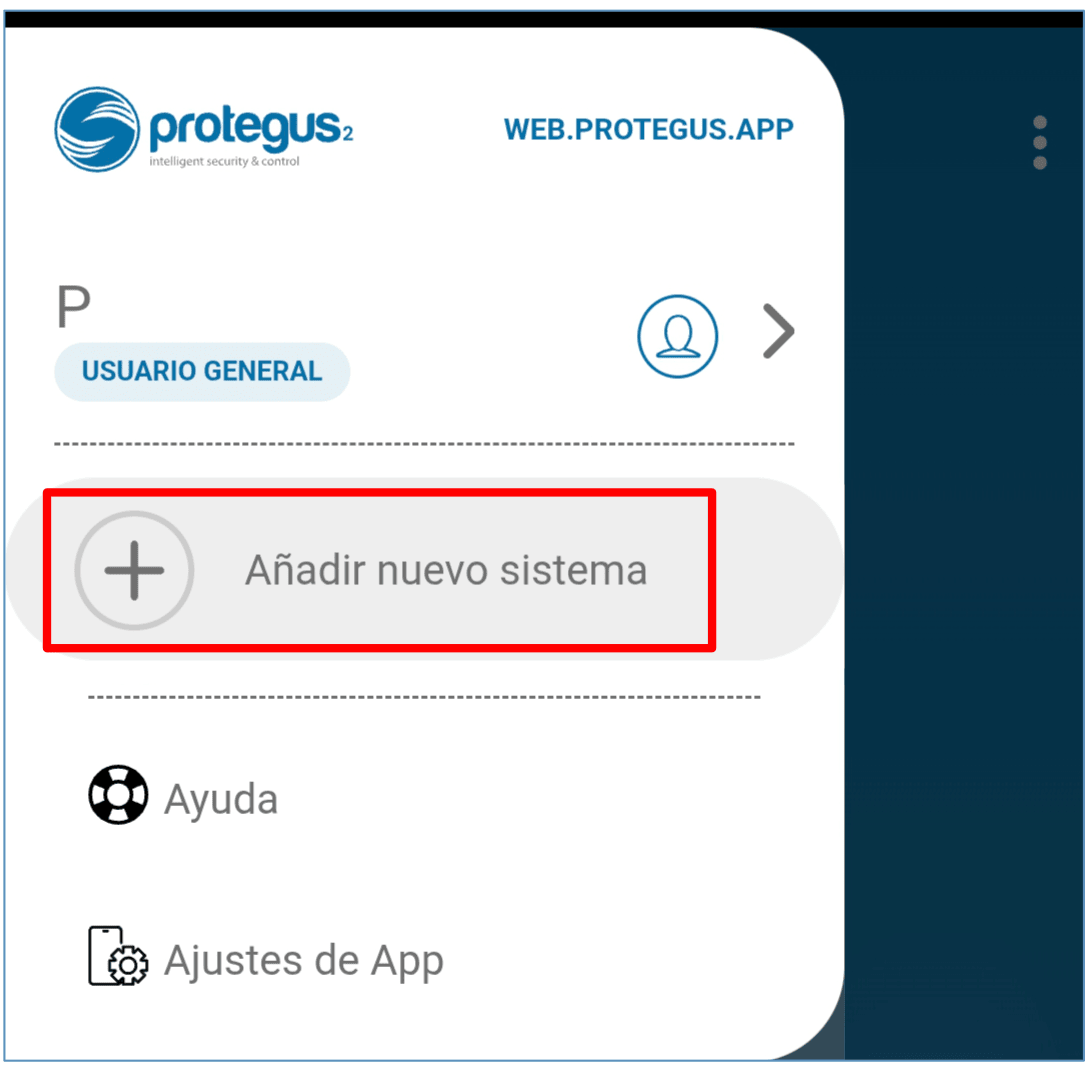 protegus2
intelligent security & control
WEB.PROTEGUS.APP
P
USUARIO GENERAL
Añadir nuevo sistema
Ayuda
Ajustes de App